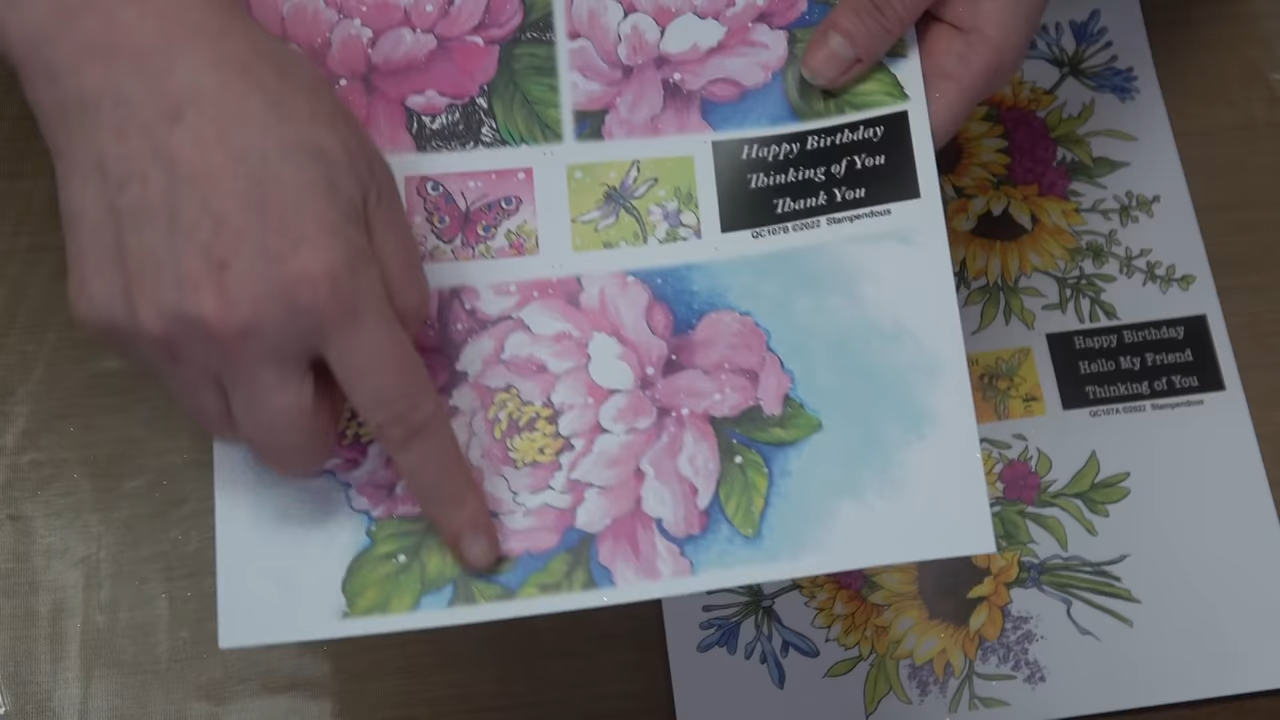 Happy Birthday
Thinking of You
Thank You
QC107B ©2022 Stampendous
Happy Birthday
Hello My Friend
Thinking of You
QC107A ©2022 Stampendous